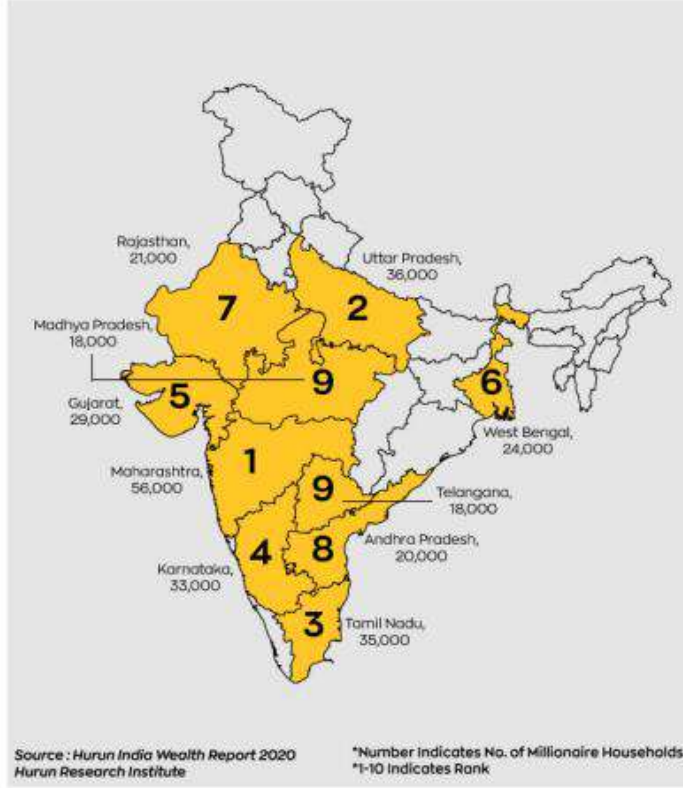 Rajasthan,
21,000
Uttar Pradesh,
36,000
7
2
Madhya Pradesh,
18,000
9
5
6
Gujarat,
29,000
West Bengal,
24,000
1
Maharashtra,
56,000
9
Telangana,
18,000
Andhra Pradesh,
20,000
8
4
Karnataka,
33,000
3
Tamil Nadu,
35,000
Source : Hurun India Wealth Report 2020
Hurun Research Institute
*Number Indicates No. of Millionaire Households
*1-10 Indicates Rank